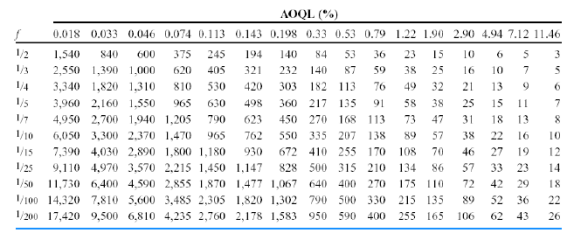 AOQL (%)
f 0.018 0.033 0.046 0.074 0.113 0.143 0.198 0.33 0.53 0.79 1.22 1.90 2.90 4.94 7.12 11.46
1/2 1,540 840 600 375 245 194 140 84 53 36 23 15 10 6 5 3
1/3 2,550 1,390 1,000 620 405 321 232 140 87 59 38 25 16 10 7 5
1/4 3,340 1,820 1,310 810 530 420 303 182 113 76 49 32 21 13 9 6
1/5 3,960 2,160 1,550 965 630 498 360 217 135 91 58 38 25 15 11 7
1/7 4,950 2,700 1,940 1,205 790 623 450 270 168 113 73 47 31 18 13 8
1/10 6,050 3,300 2,370 1,470 965 762 550 335 207 138 89 57 38 22 16 10
1/15 7,390 4,030 2,890 1,800 1,180 930 672 410 255 170 108 70 46 27 19 12
1/25 9,110 4,970 3,570 2,215 1,450 1,147 828 500 315 210 134 86 57 33 23 14
1/50 11,730 6,400 4,590 2,855 1,870 1,477 1,067 640 400 270 175 110 72 42 29 18
1/100 14,320 7,810 5,600 3,485 2,305 1,820 1,302 790 500 330 215 135 89 52 36 22
1/200 17,420 9,500 6,810 4,235 2,760 2,178 1,583 950 590 400 255 165 106 62 43 26